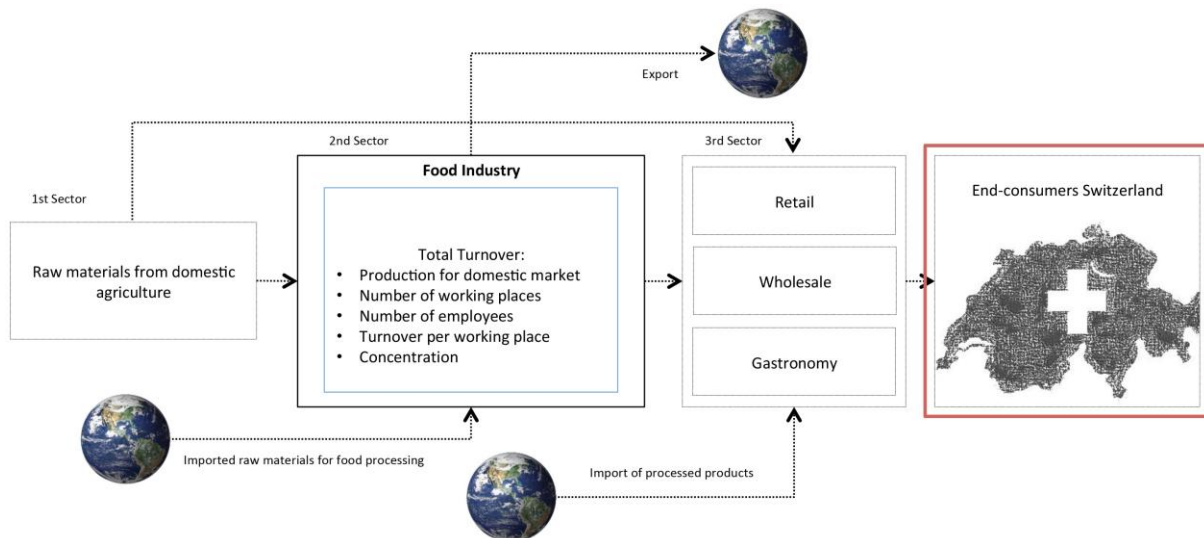 Export
2nd Sector
3rd Sector
Food Industry
End-consumers Switzerland
1st Sector
Retail
Raw materials from domestic
agriculture
Total Turnover:
• Production for domestic market
• Number of working places
• Number of employees
• Turnover per working place
• Concentration
Wholesale
Gastronomy
Imported raw materials for food processing
Import of processed products